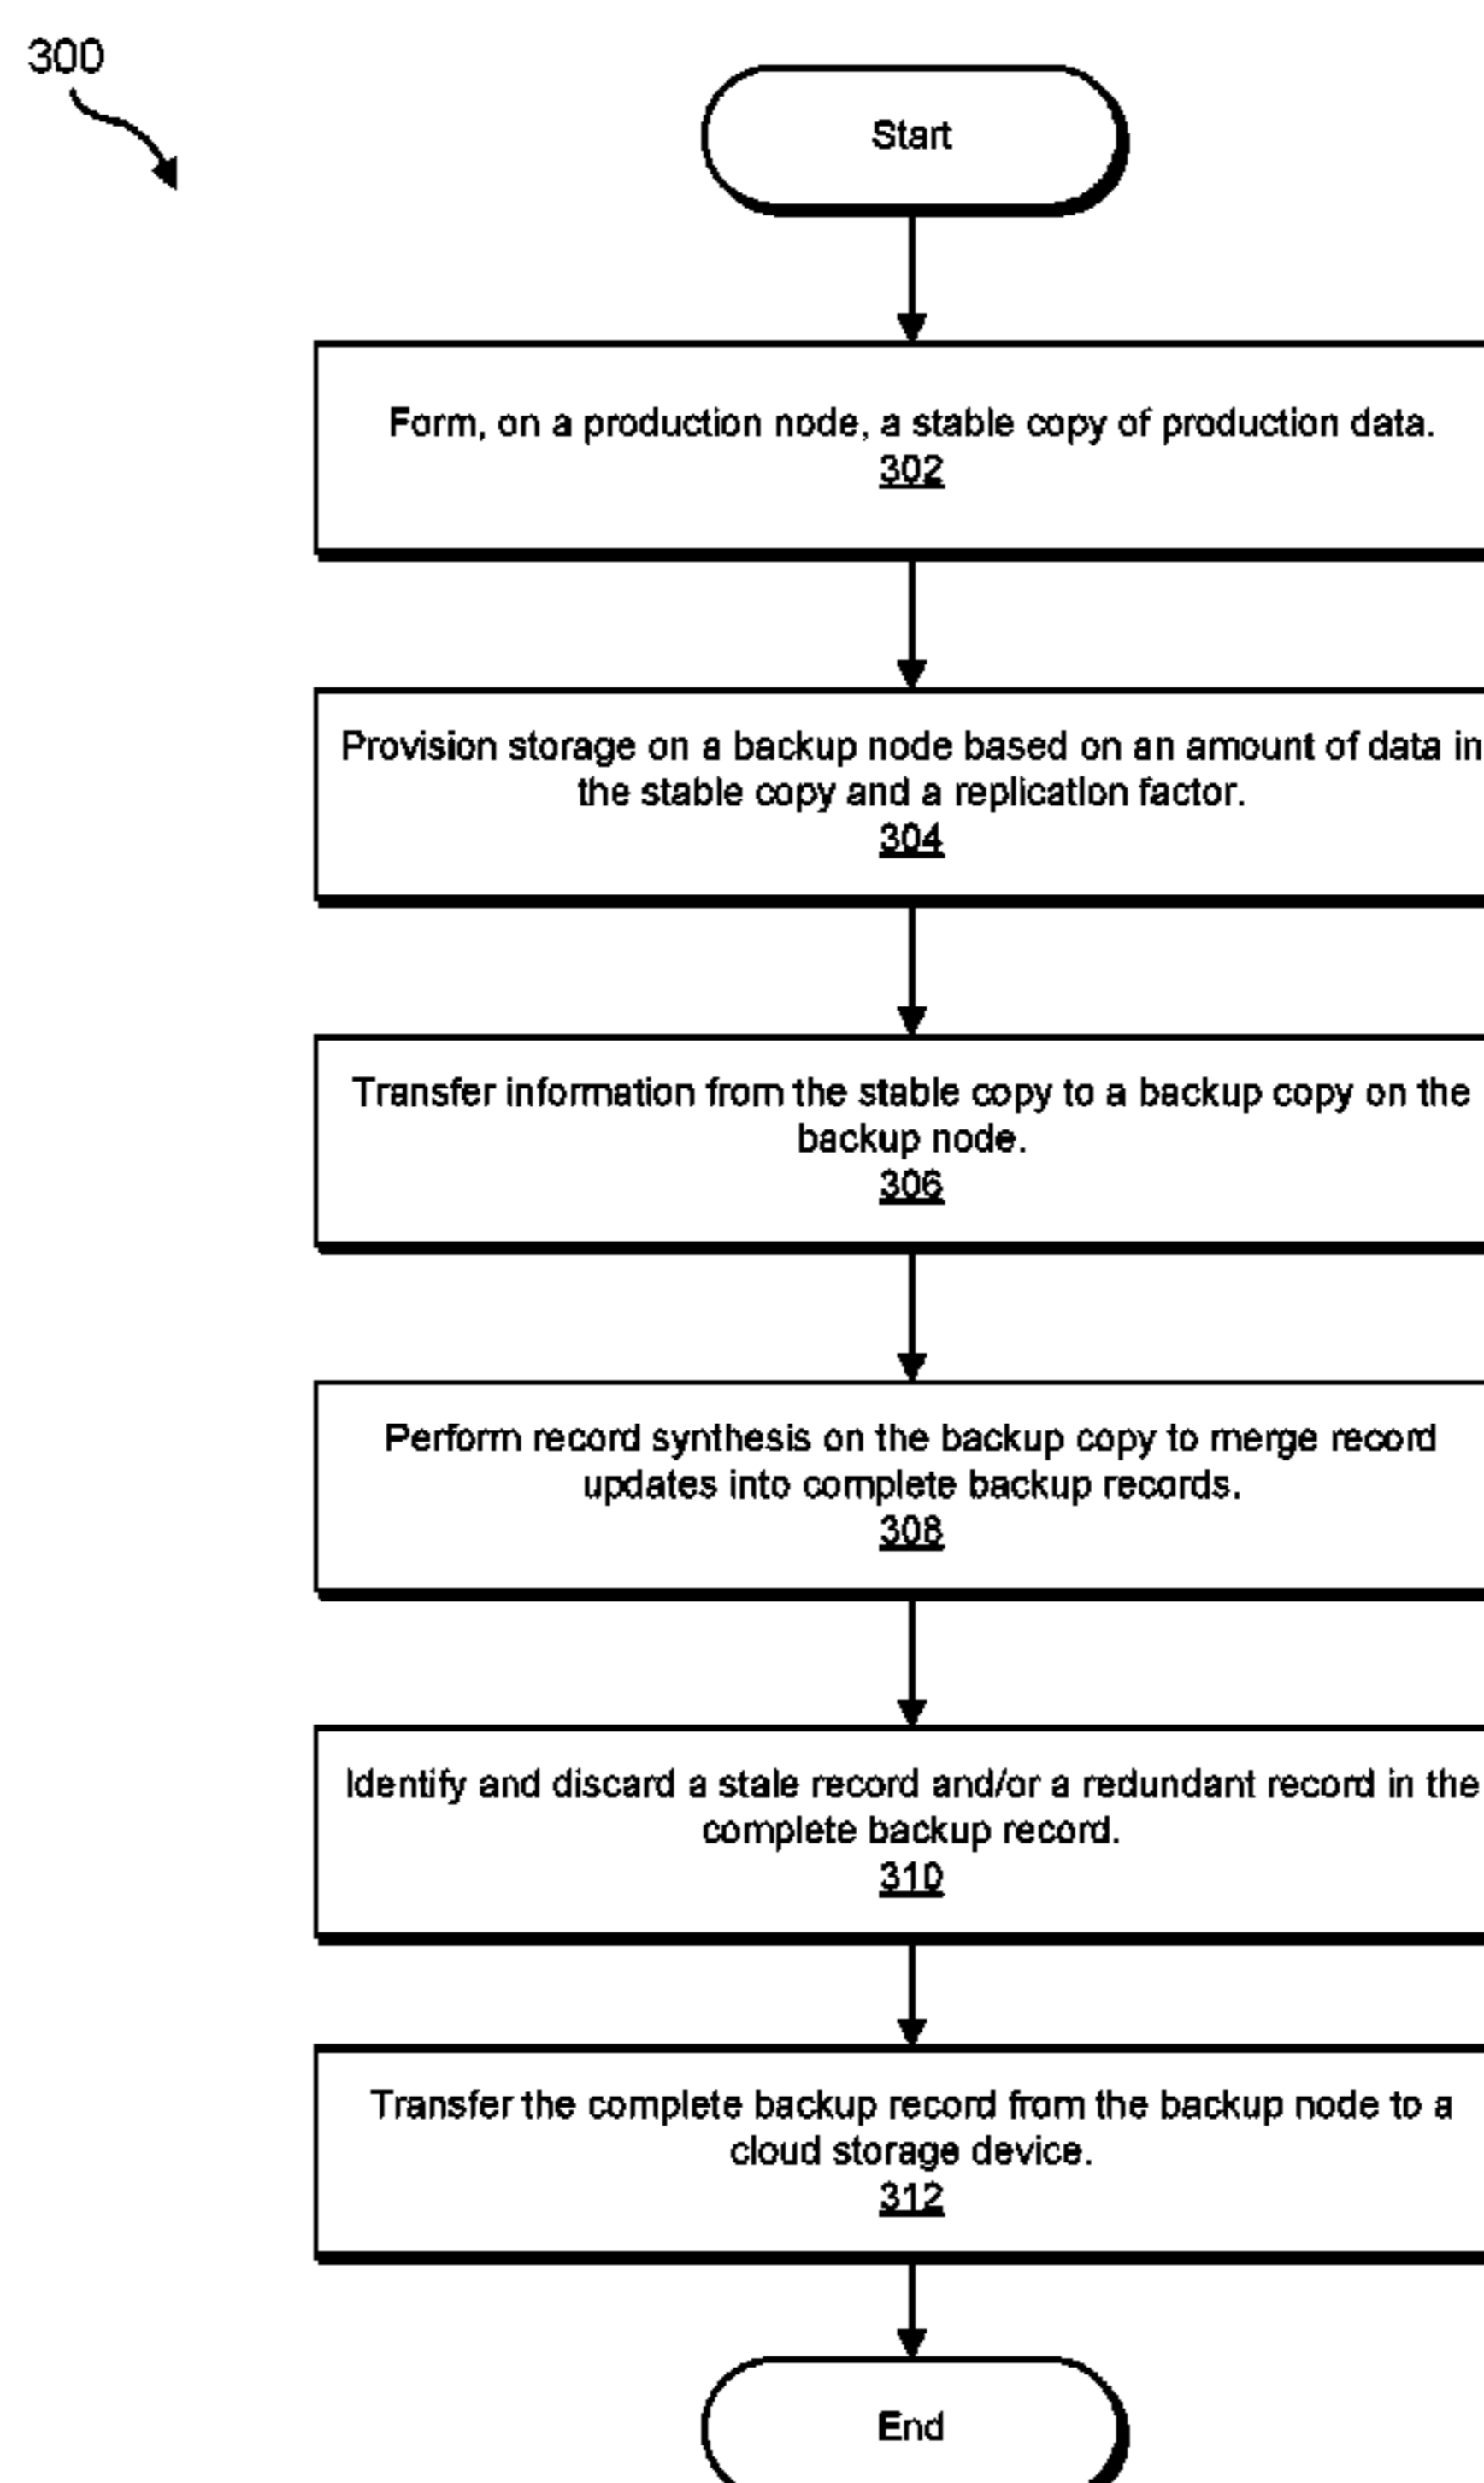 300
Start
Form, on a production node, a stable copy of production data.
302
Provision storage on a backup node based on an amount of data in
the stable copy and a replication factor.
304
Transfer information from the stable copy to a backup copy on the
backup node.
306
Perform record synthesis on the backup copy to merge record
updates into complete backup records.
308
Identify and discard a stale record and/or a redundant record in the
complete backup record.
310
Transfer the complete backup record from the backup node to a
cloud storage device.
312
End